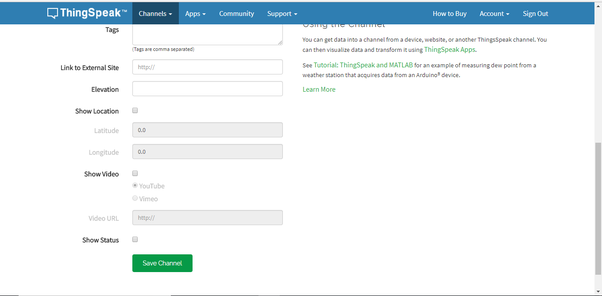 ThingSpeak™ Channels Apps Community Support How to Buy Account Sign Out
Tags
(Tags are comma separated)
Link to External Site http://
Elevation
Show Location
Latitude 0.0
Longitude 0.0
Show Video
YouTube
Vimeo
Video URL http://
Show Status
Save Channel
Using the Channel
You can get data into a channel from a device, website, or another ThingsSpeak channel. You
can then visualize data and transform it using ThingSpeak Apps.
See Tutorial: ThingSpeak and MATLAB for an example of measuring dew point from a
weather station that acquires data from an Arduino® device.
Learn More